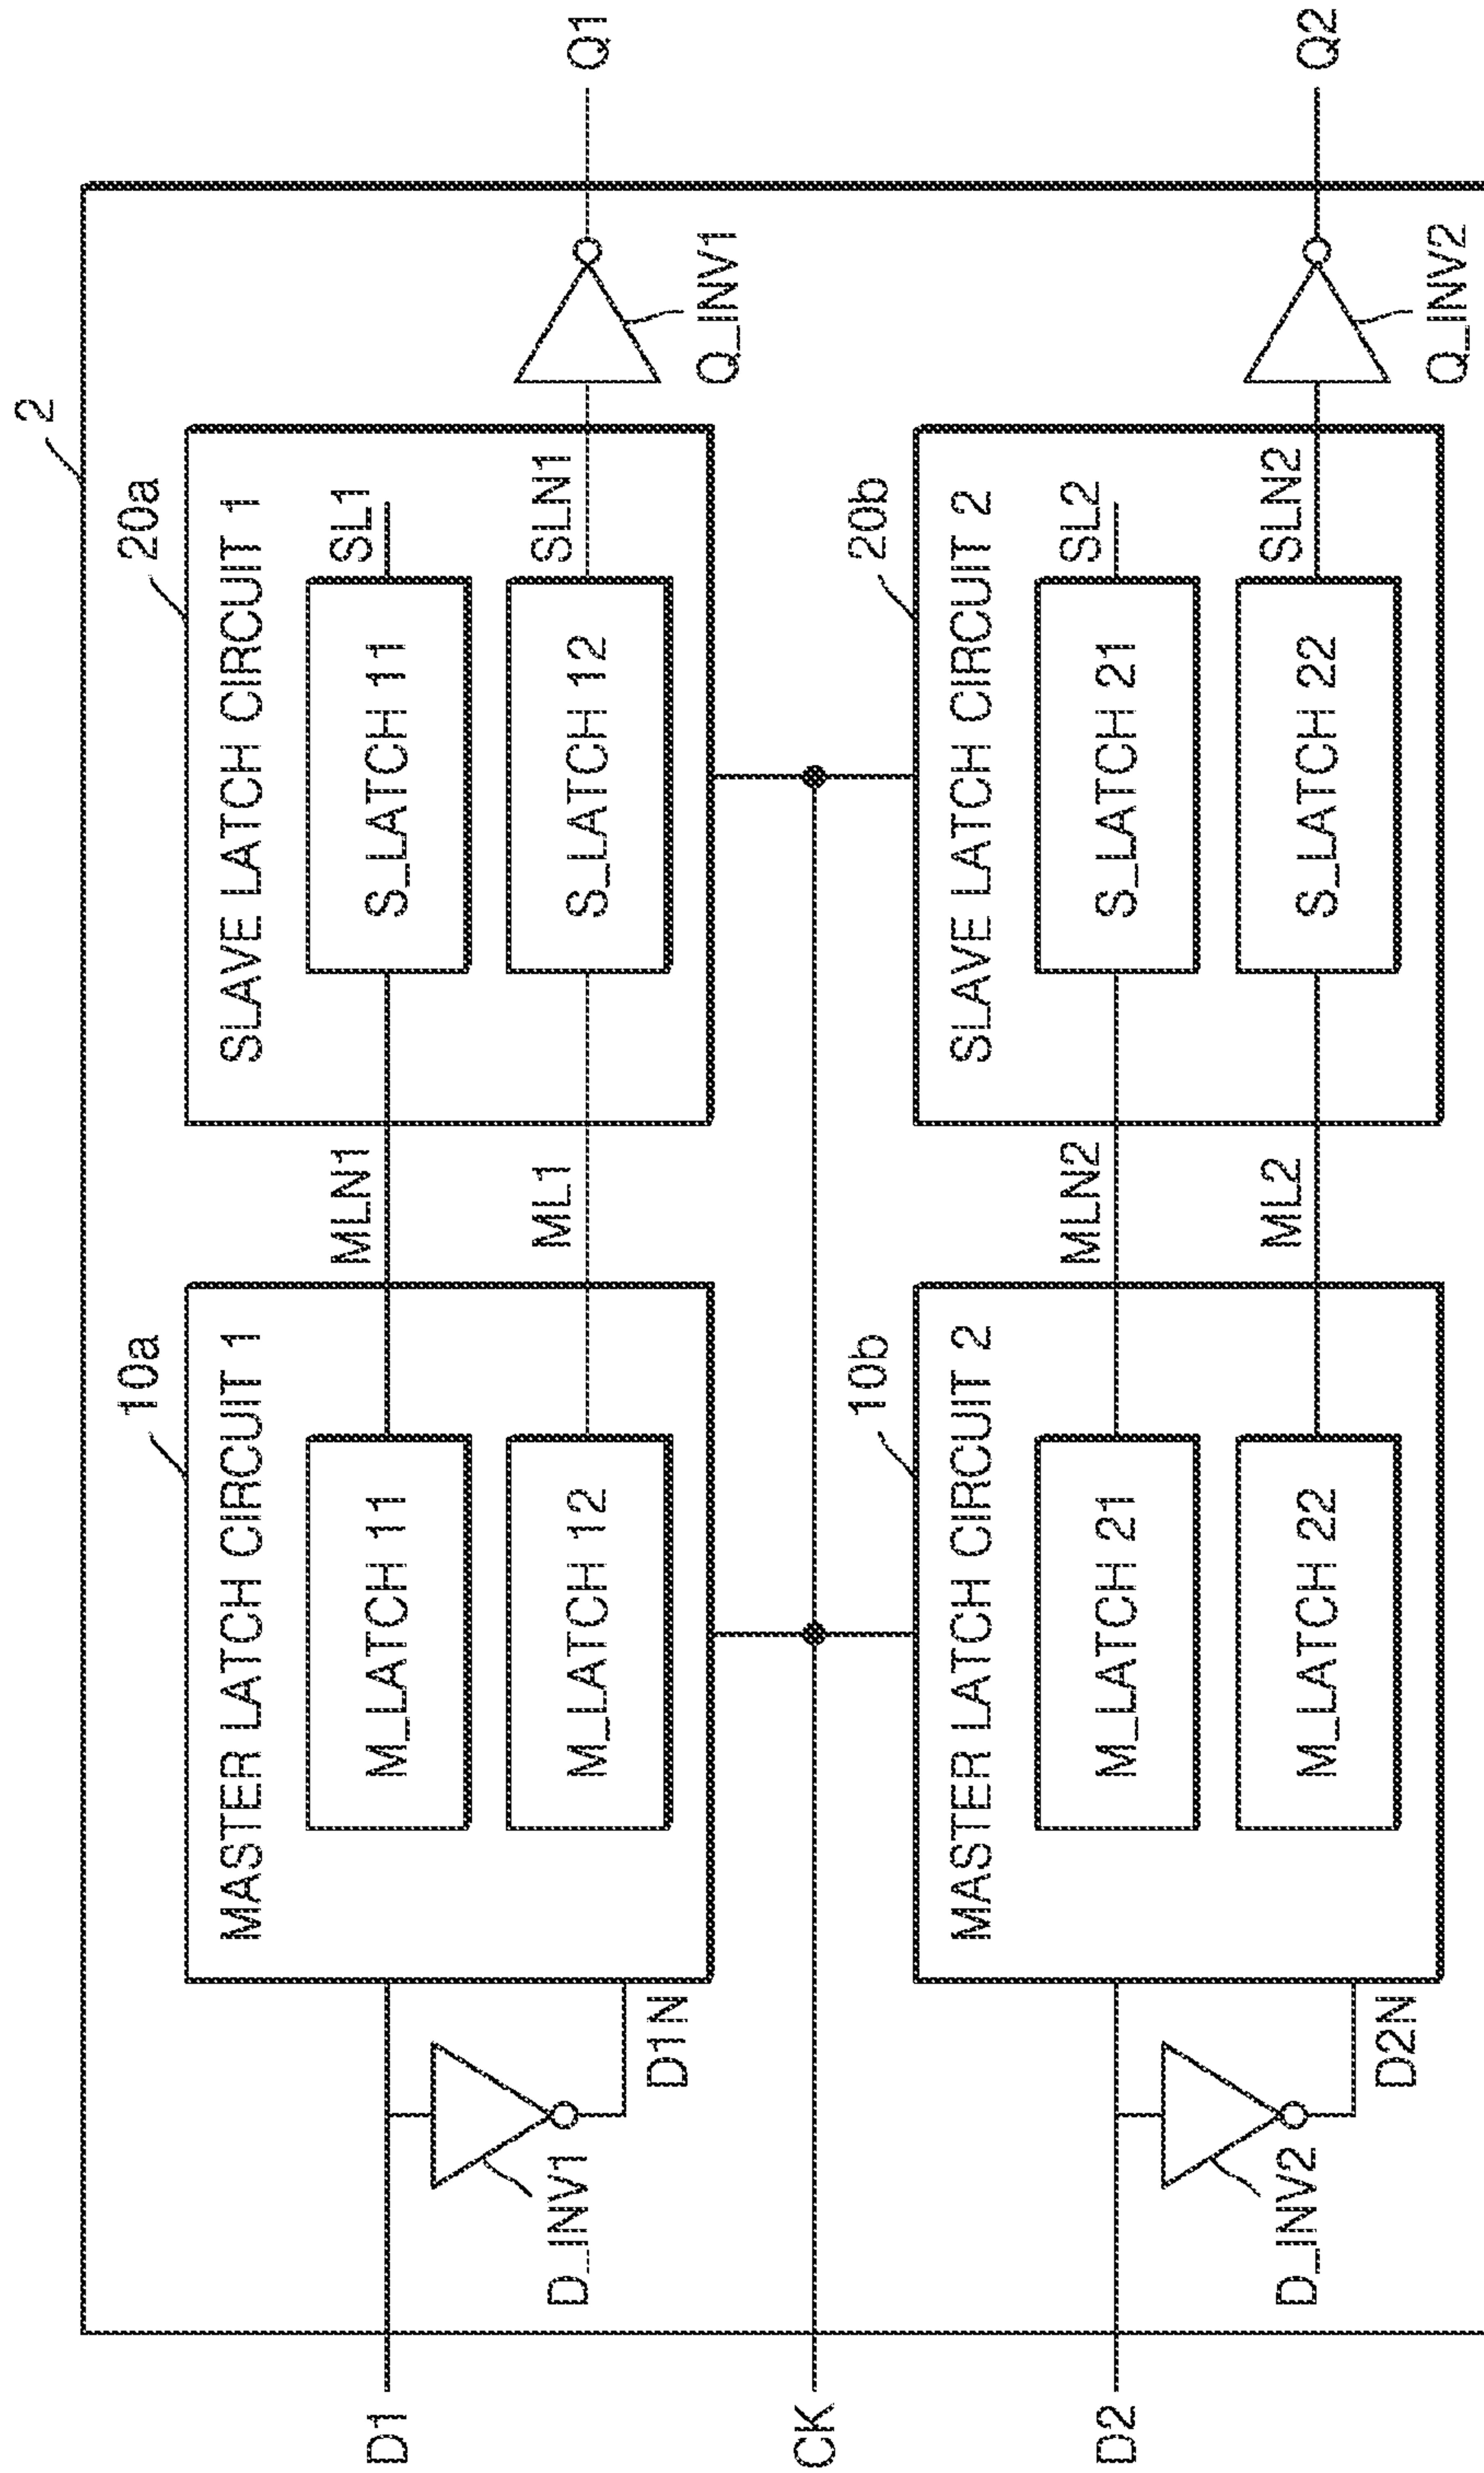 2
10a
20a
MASTER LATCH CIRCUIT 1
SLAVE LATCH CIRCUIT 1
D1
M_LATCH 11
MLN1
S_LATCH 11
SL1
D_INV1
D1N
M_LATCH 12
ML1
S_LATCH 12
SLN1
Q_INV1
Q1
CK
10b
20b
MASTER LATCH CIRCUIT 2
SLAVE LATCH CIRCUIT 2
D2
M_LATCH 21
MLN2
S_LATCH 21
SL2
D_INV2
D2N
M_LATCH 22
ML2
S_LATCH 22
SLN2
Q_INV2
Q2